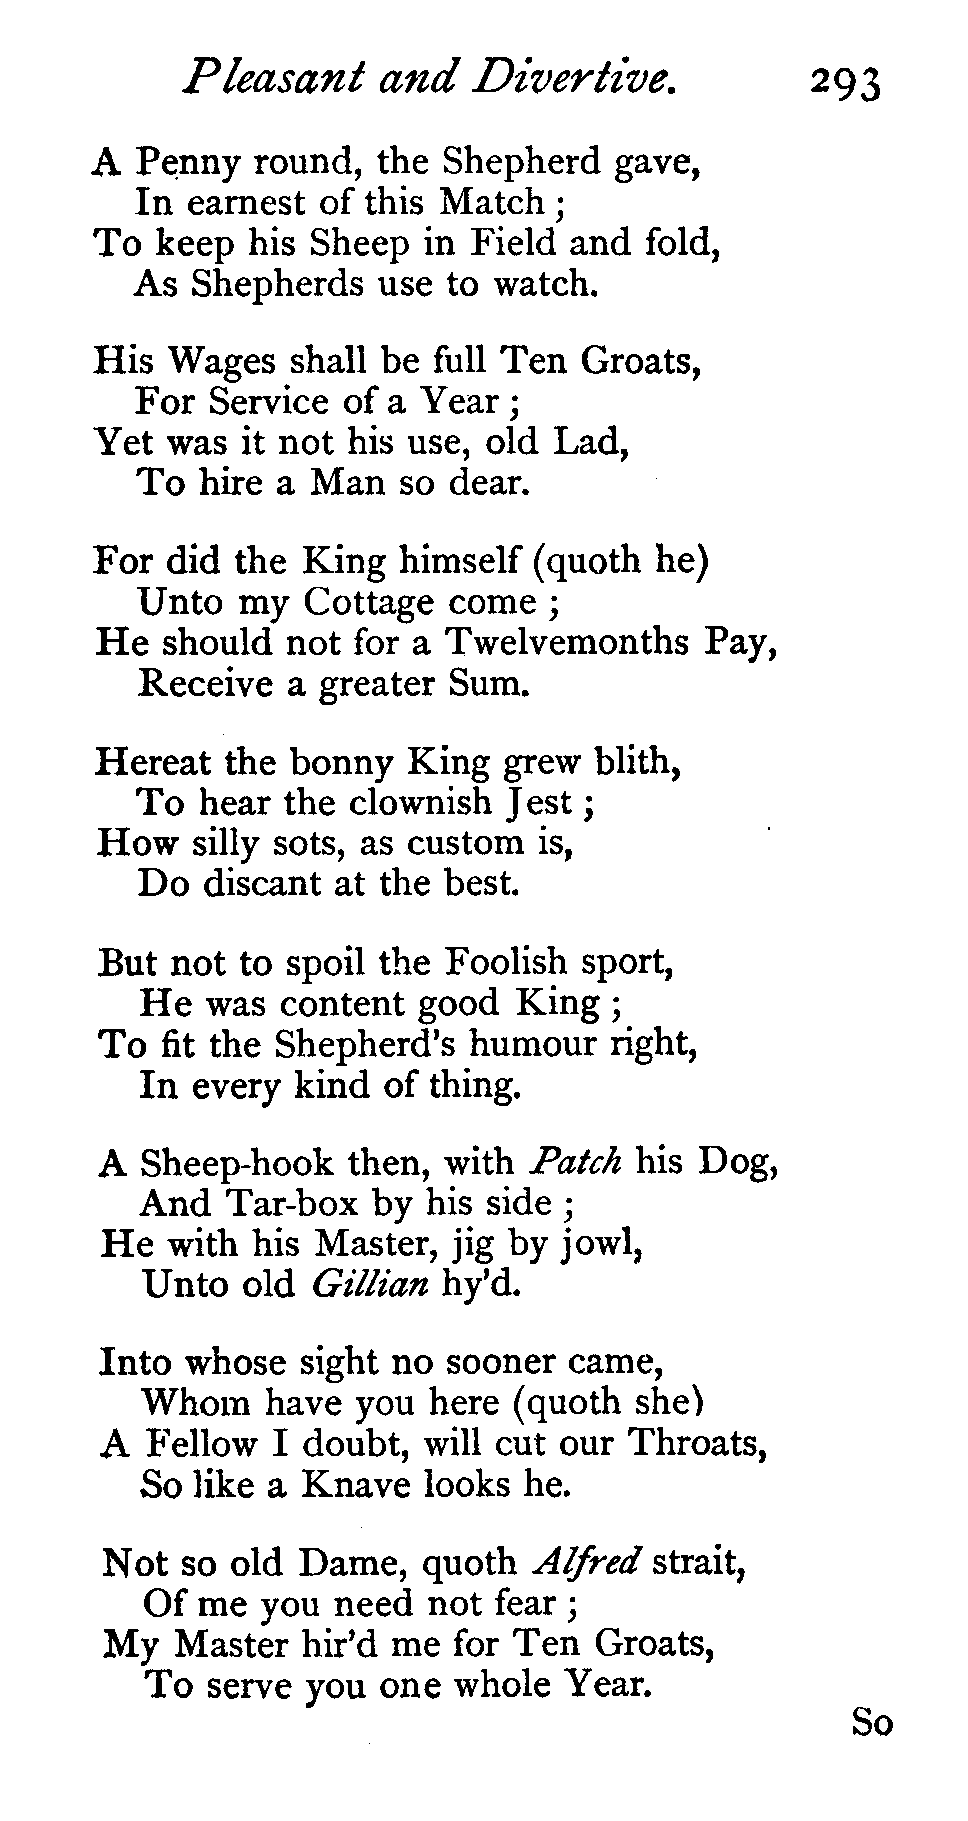 Pleasant and Divertive. 293
A Penny round, the Shepherd gave,
In earnest of this Match ;
To keep his Sheep in Field and fold,
As Shepherds use to watch.
His Wages shall be full Ten Groats,
For Service of a Year ;
Yet was it not his use, old Lad,
To hire a Man so dear.
For did the King himself (quoth he)
Unto my Cottage come ;
He should not for a Twelvemonths Pay,
Receive a greater Sum.
Hereat the bonny King grew blith,
To hear the clownish Jest ;
How silly sots, as custom is,
Do discant at the best.
But not to spoil the Foolish sport,
He was content good King ;
To fit the Shepherd's humour right,
In every kind of thing.
A Sheep-hook then, with Patch his Dog,
And Tar-box by his side ;
He with his Master, jig by jowl,
Unto old Gillian hy'd.
Into whose sight no sooner came,
Whom have you here (quoth she)
A Fellow I doubt, will cut our Throats,
So like a Knave looks he.
Not so old Dame, quoth Alfred strait,
Of me you need not fear ;
My Master hir'd me for Ten Groats,
To serve you one whole Year.
So